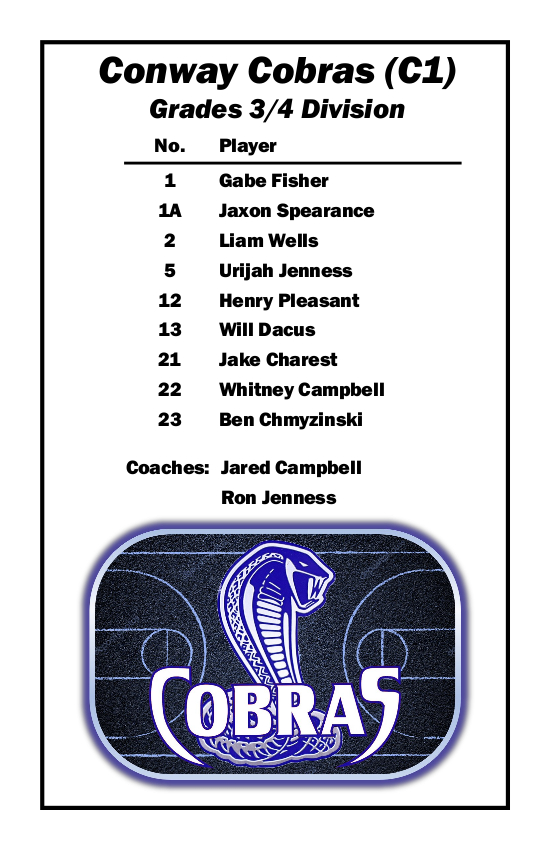 Conway Cobras (C1)
Grades 3/4 Division
No. Player
1 Gabe Fisher
1A Jaxon Spearance
2 Liam Wells
5 Urijah Jenness
12 Henry Pleasant
13 Will Dacus
21 Jake Charest
22 Whitney Campbell
23 Ben Chmyzinski
Coaches: Jared Campbell
Ron Jenness
COBRAS